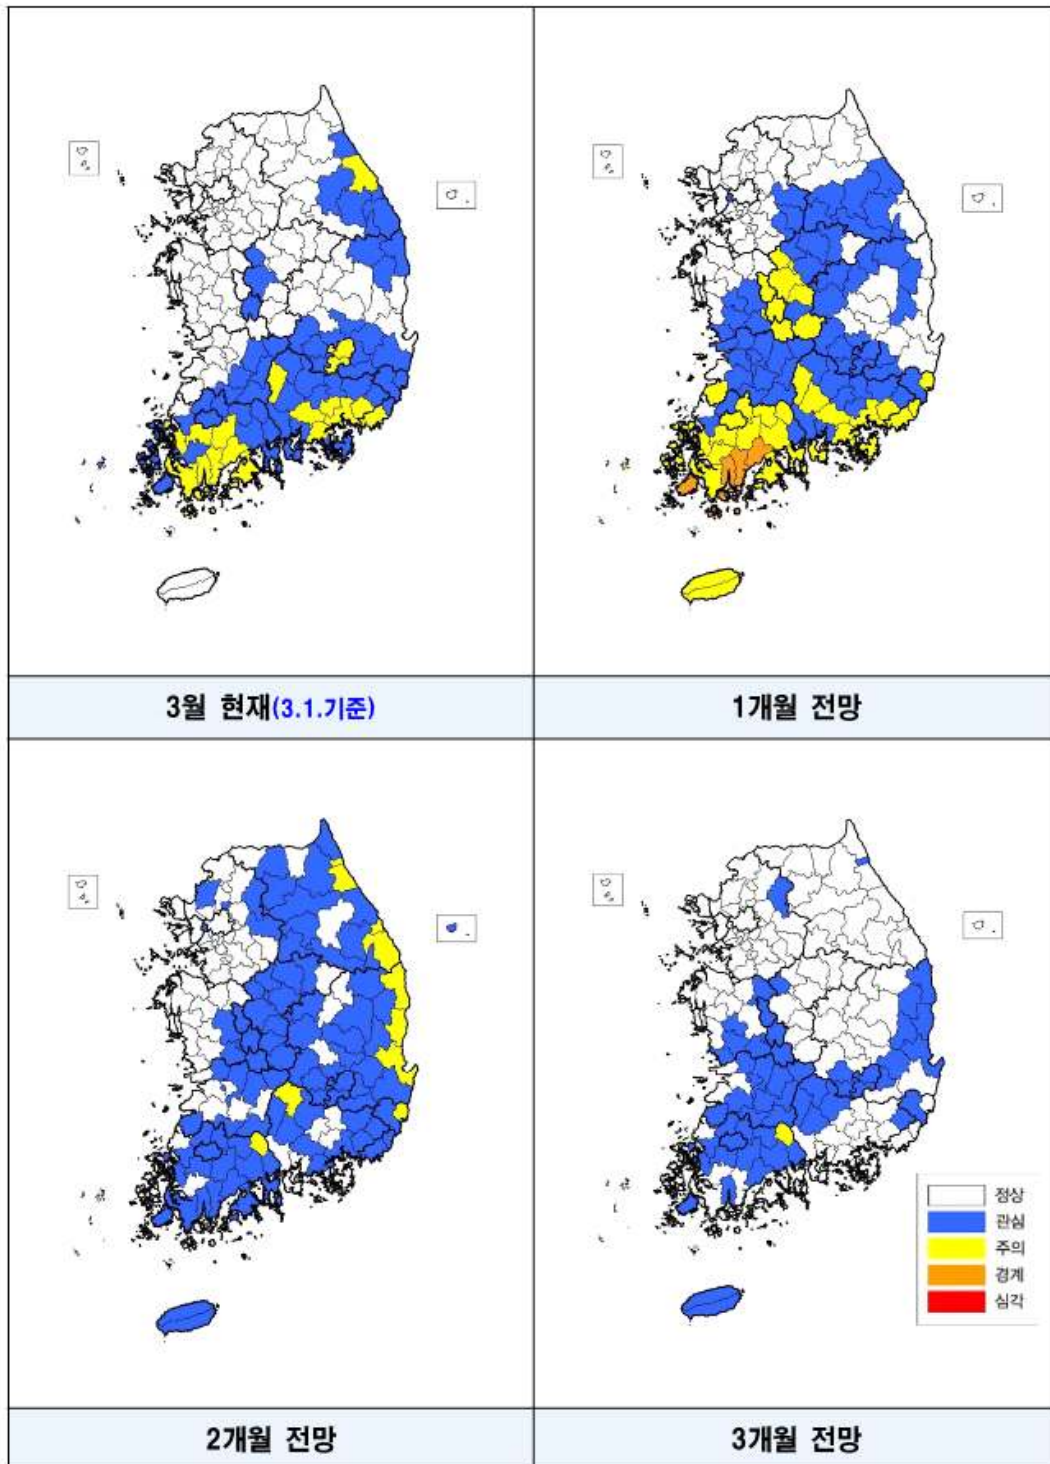 3월 현재(3.1.기준)
1개월 전망
정상
관심
주의
경계
심각
2개월 전망
3개월 전망